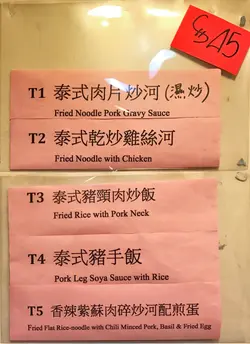 T1 泰式肉片炒河(濕炒)
Fried Noodle Pork Gravy Sauce
T2 泰式乾炒雞絲河
Fried Noodle with Chicken
T3 泰式豬頸肉炒飯
Fried Rice with Pork Neck
T4 泰式豬手飯
Pork Leg Soya Sauce with Rice
T5 香辣紫蘇肉碎炒河配煎蛋
Fried Flat Rice-noodle with Chili Minced Pork, Basil & Fried Egg